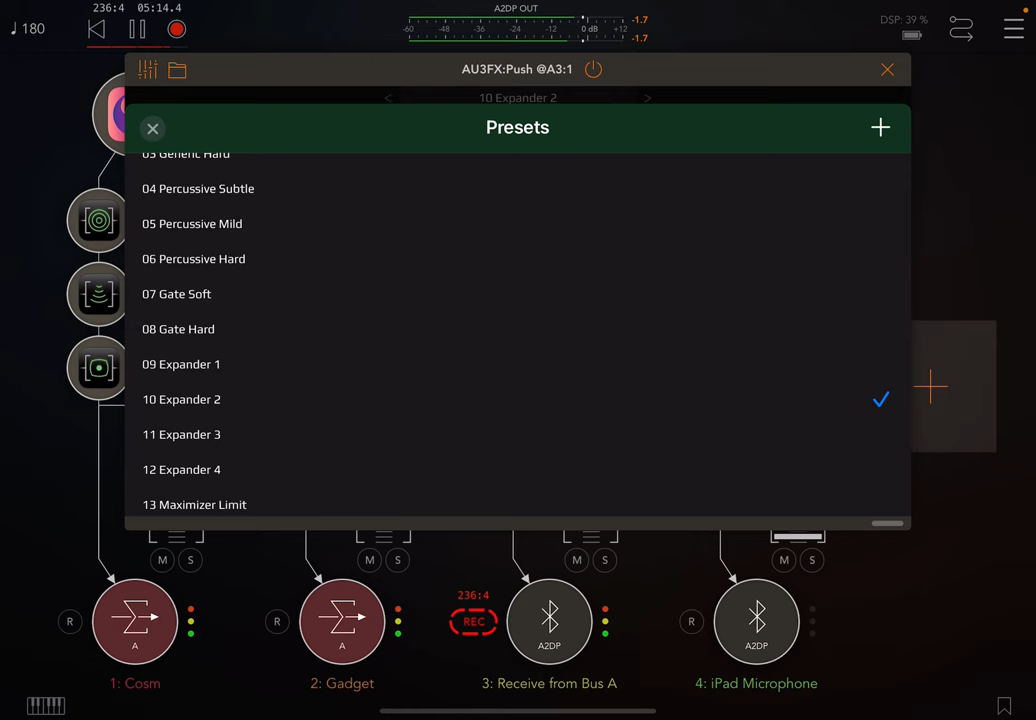 236:4 05:14.4
♩ 180
A2DP OUT
-60 -48 -36 -24 -12 0 dB +12
-1.7
-1.7
DSP: 39 %
AU3FX:Push @A3:1
< 10 Expander 2 >
Presets
03 Generic Hard
04 Percussive Subtle
05 Percussive Mild
06 Percussive Hard
07 Gate Soft
08 Gate Hard
09 Expander 1
10 Expander 2
11 Expander 3
12 Expander 4
13 Maximizer Limit
M S M S M S M S
236:4
R R REC R
A A A2DP A2DP
1: Cosm 2: Gadget 3: Receive from Bus A 4: iPad Microphone